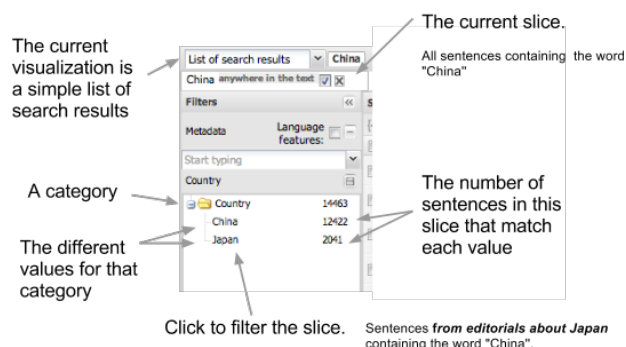 The current slice.
The current
visualization is
a simple list of
search results
All sentences containing the word
"China"
List of search results
China
China anywhere in the text
Filters
Metadata
Language
features:
Start typing
Country
A category
Country 14463
China 12422
Japan 2041
The different
values for that
category
The number of
sentences in this
slice that match
each value
Click to filter the slice.
Sentences from editorials about Japan
containing the word "China".